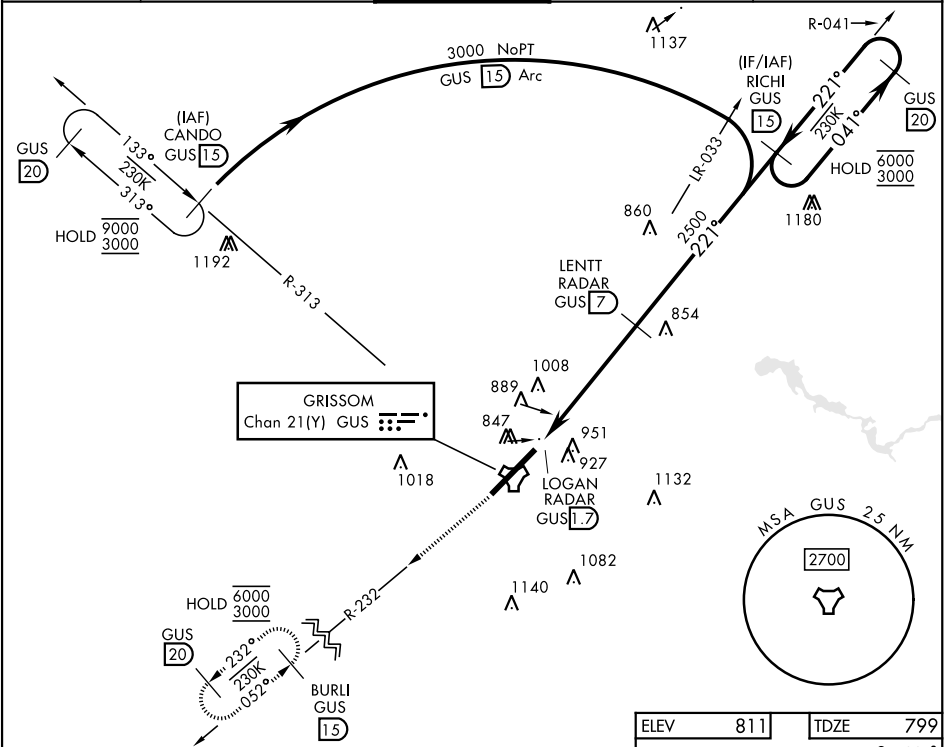 1137
R-041
3000 NoPT
GUS 15 Arc
(IF/IAF)
RICHI
GUS
15
221°
230K
041°
GUS
20
HOLD 6000
3000
1180
(IAF)
CANDO
GUS 15
GUS
20
133°
230K
313°
HOLD 9000
3000
1192
R-313
LR-033
860
2500
221°
LENTT
RADAR
GUS 7
854
1008
889
GRISSOM
Chan 21(Y) GUS
847
951
927
1018
LOGAN
RADAR
GUS 1.7
1132
MSA GUS 25 NM
2700
1082
1140
R-232
HOLD 6000
3000
GUS
20
232°
230K
052°
BURLI
GUS
15
ELEV 811
TDZE 799